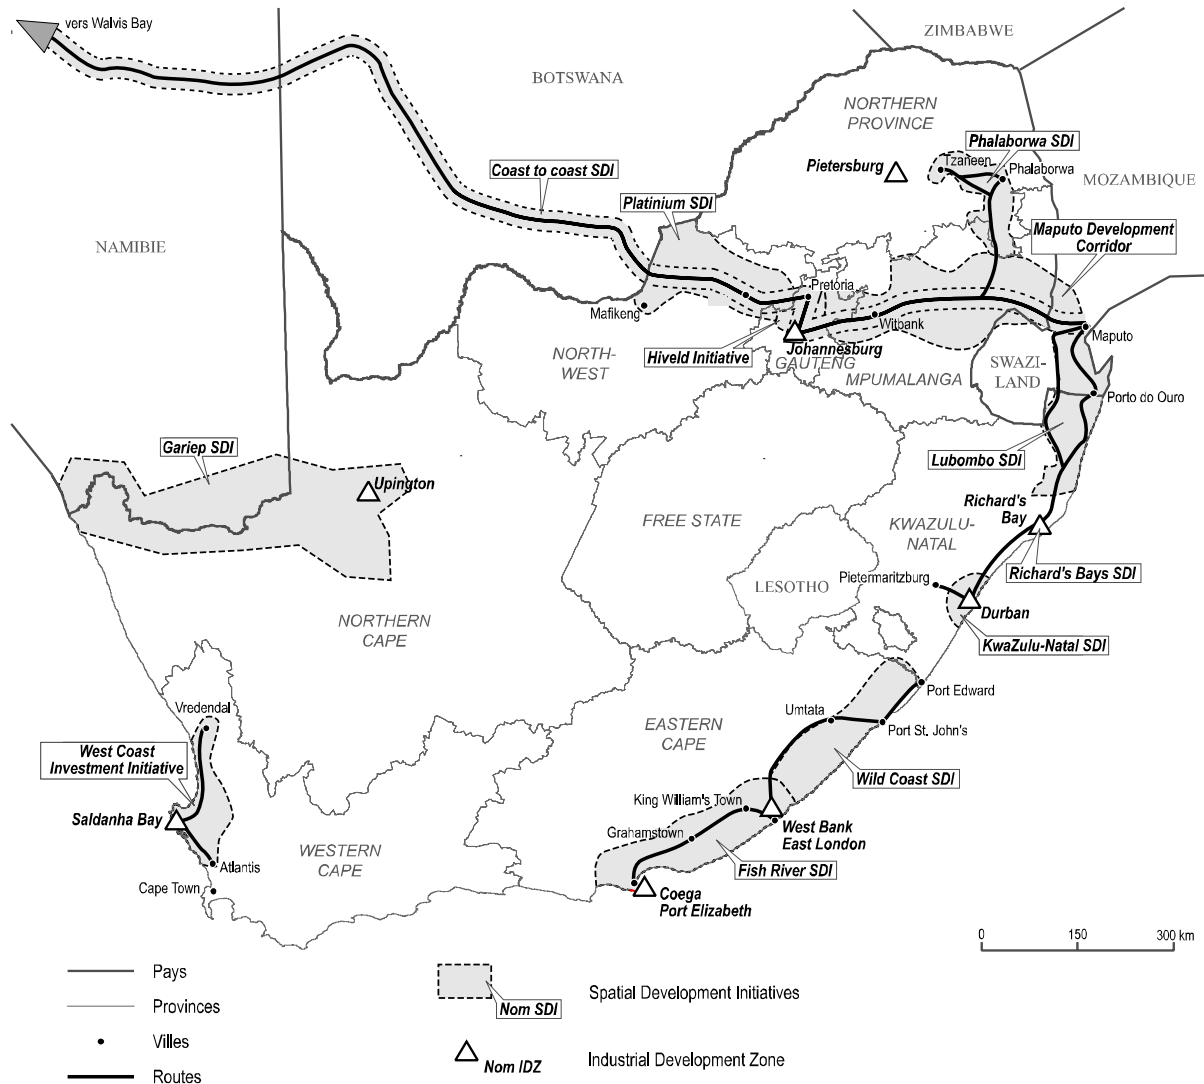 vers Walvis Bay
ZIMBABWE
BOTSWANA
NORTHERN
PROVINCE
Phalaborwa SDI
Tzaneen
Pietersburg
Phalaborwa
Coast to coast SDI
MOZAMBIQUE
Platinium SDI
Maputo Development
Corridor
NAMIBIE
Pretoria
Mafikeng
Witbank
Maputo
Hiveld Initiative
Johannesburg
GAUTENG
NORTH-
WEST
MPUMALANGA
SWAZI-
LAND
Porto do Ouro
Gariep SDI
Lubombo SDI
Upington
Richard's
Bay
FREE STATE
KWAZULU-
NATAL
Richard's Bays SDI
Pietermaritzburg
LESOTHO
Durban
NORTHERN
CAPE
KwaZulu-Natal SDI
Port Edward
Vredendal
Umtata
EASTERN
CAPE
Port St. John's
West Coast
Investment Initiative
Wild Coast SDI
King William's Town
Saldanha Bay
West Bank
East London
Grahamstown
WESTERN
CAPE
Atlantis
Fish River SDI
Cape Town
Coega
Port Elizabeth
0 150 300 km
Pays
Provinces
Villes
Routes
Nom SDI
Spatial Development Initiatives
Nom IDZ
Industrial Development Zone